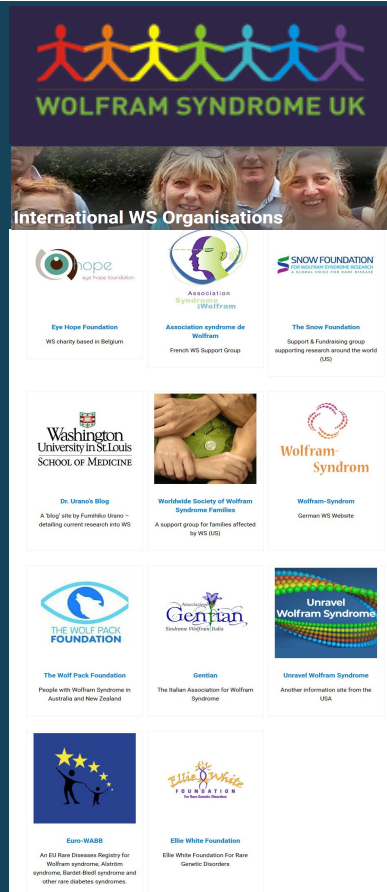 WOLFRAM SYNDROME UK
International WS Organisations
hope
eye hope foundation
Eye Hope Foundation
WS charity based in Belgium
Association
Syndrome
de Wolfram
Association syndrome de
Wolfram
French WS Support Group
SNOW FOUNDATION
FOR WOLFRAM SYNDROME RESEARCH
A GLOBAL VOICE FOR RARE DISEASE
The Snow Foundation
Support & Fundraising group
supporting research around the world
(US)
Washington
University in St.Louis
SCHOOL OF MEDICINE
Dr. Urano's Blog
A 'blog' site by Fumihiko Urano –
detailing current research into WS
Worldwide Society of Wolfram
Syndrome Families
A support group for families affected
by WS (US)
Wolfram-
Syndrom
Wolfram-Syndrom
German WS Website
THE WOLF PACK
FOUNDATION
The Wolf Pack Foundation
People with Wolfram Syndrome in
Australia and New Zealand
Associazione
Gentian
Sindrome Wolfram Italia
Gentian
The Italian Association for Wolfram
Syndrome
Unravel
Wolfram Syndrome
Unravel Wolfram Syndrome
Another information site from the
USA
Euro-WABB
An EU Rare Diseases Registry for
Wolfram syndrome, Alström
syndrome, Bardet-Biedl syndrome and
other rare diabetes syndromes.
Ellie White
FOUNDATION
For Rare Genetic Disorders
Ellie White Foundation
Ellie White Foundation For Rare
Genetic Disorders